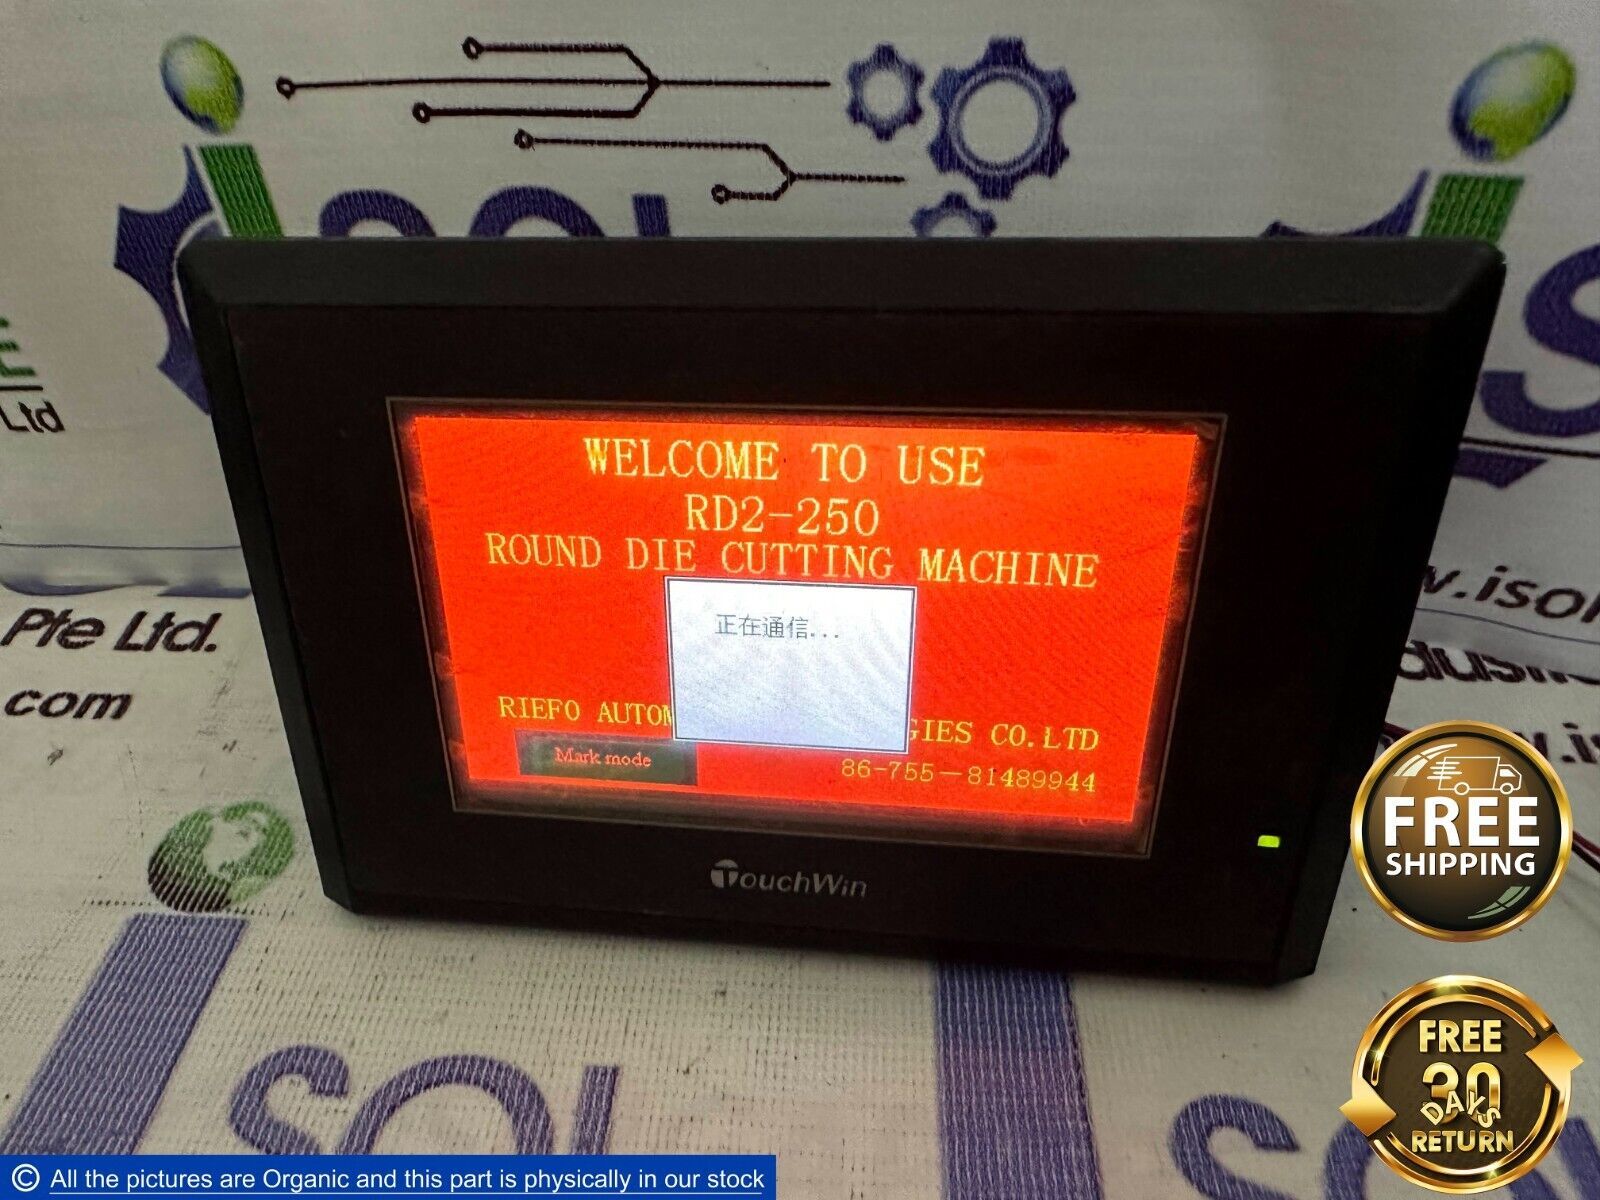 ISOL
E
Ltd
WELCOME TO USE
RD2-250
ROUND DIE CUTTING MACHINE
正在通信...
RIEFO AUTOM GIES CO.LTD
Mark mode
86-755-81489944
TouchWin
Pte Ltd.
com
FREE
SHIPPING
FREE
30
DAYS
RETURN
© All the pictures are Organic and this part is physically in our stock